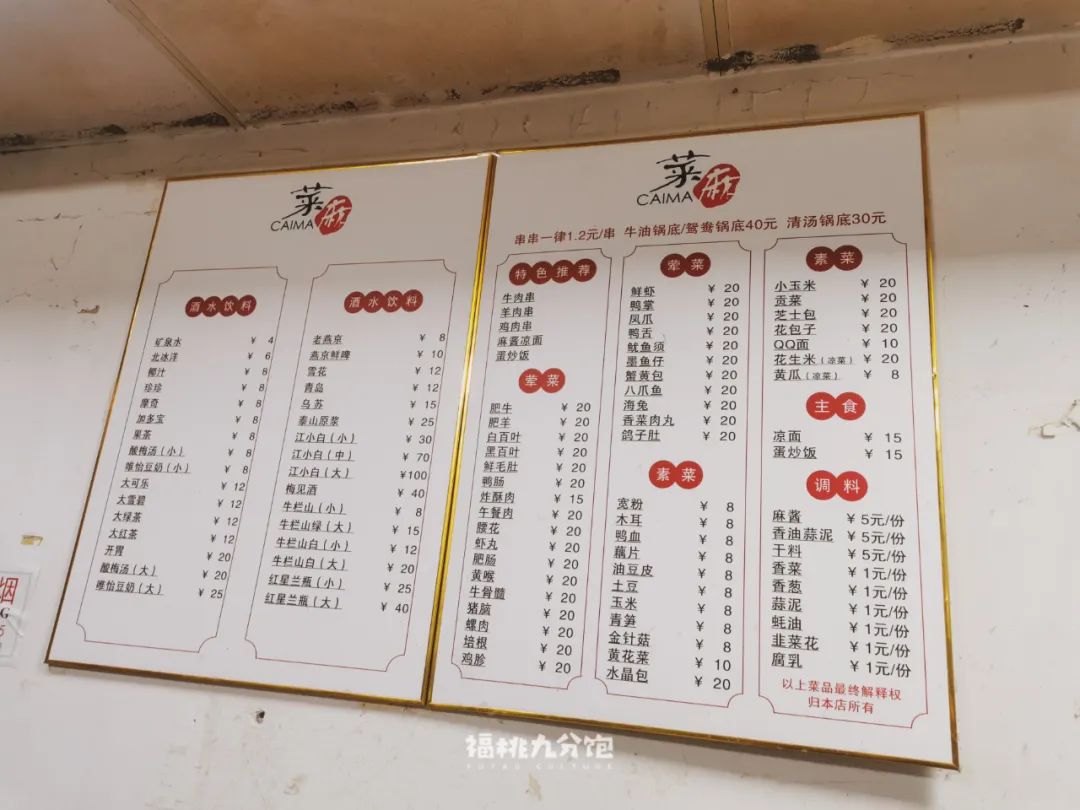 菜麻
CAIMA
酒水饮料
矿泉水 ¥ 4
北冰洋 ¥ 6
椰汁 ¥ 8
珍珍 ¥ 8
摩奇 ¥ 8
加多宝 ¥ 8
果茶 ¥ 8
酸梅汤(小) ¥ 8
唯怡豆奶(小) ¥ 8
大可乐 ¥ 12
大雪碧 ¥ 12
大绿茶 ¥ 12
大红茶 ¥ 12
开胃 ¥ 20
酸梅汤(大) ¥ 20
唯怡豆奶(大) ¥ 25
酒水饮料
老燕京 ¥ 8
燕京鲜啤 ¥ 10
雪花 ¥ 12
青岛 ¥ 12
乌苏 ¥ 15
泰山原浆 ¥ 25
江小白(小) ¥ 30
江小白(中) ¥ 70
江小白(大) ¥100
梅见酒 ¥ 40
牛栏山(小) ¥ 8
牛栏山绿(大) ¥ 15
牛栏山白(小) ¥ 12
牛栏山白(大) ¥ 20
红星兰瓶(小) ¥ 25
红星兰瓶(大) ¥ 40
菜麻
CAIMA
串串一律1.2元/串 牛油锅底/鸳鸯锅底40元 清汤锅底30元
特色推荐
牛肉串
羊肉串
鸡肉串
麻酱凉面
蛋炒饭
荤菜
肥牛 ¥ 20
肥羊 ¥ 20
白百叶 ¥ 20
黑百叶 ¥ 20
鲜毛肚 ¥ 20
鸭肠 ¥ 20
炸酥肉 ¥ 15
午餐肉 ¥ 20
腰花 ¥ 20
虾丸 ¥ 20
肥肠 ¥ 20
黄喉 ¥ 20
牛骨髓 ¥ 20
猪脑 ¥ 20
螺肉 ¥ 20
培根 ¥ 20
鸡胗 ¥ 20
荤菜
鲜虾 ¥ 20
鸭掌 ¥ 20
凤爪 ¥ 20
鸭舌 ¥ 20
鱿鱼须 ¥ 20
墨鱼仔 ¥ 20
蟹黄包 ¥ 20
八爪鱼 ¥ 20
海兔 ¥ 20
香菜肉丸 ¥ 20
鸽子肚 ¥ 20
素菜
宽粉 ¥ 8
木耳 ¥ 8
鸭血 ¥ 8
藕片 ¥ 8
油豆皮 ¥ 8
土豆 ¥ 8
玉米 ¥ 8
青笋 ¥ 8
金针菇 ¥ 8
黄花菜 ¥ 10
水晶包 ¥ 20
素菜
小玉米 ¥ 20
贡菜 ¥ 20
芝士包 ¥ 20
花包子 ¥ 20
QQ面 ¥ 10
花生米(凉菜) ¥ 20
黄瓜(凉菜) ¥ 8
主食
凉面 ¥ 15
蛋炒饭 ¥ 15
调料
麻酱 ¥5元/份
香油蒜泥 ¥5元/份
干料 ¥5元/份
香菜 ¥1元/份
香葱 ¥1元/份
蒜泥 ¥1元/份
蚝油 ¥1元/份
韭菜花 ¥1元/份
腐乳 ¥1元/份
以上菜品最终解释权
归本店所有
烟
G
5
福桃九分饱
FUTAO CULTURE